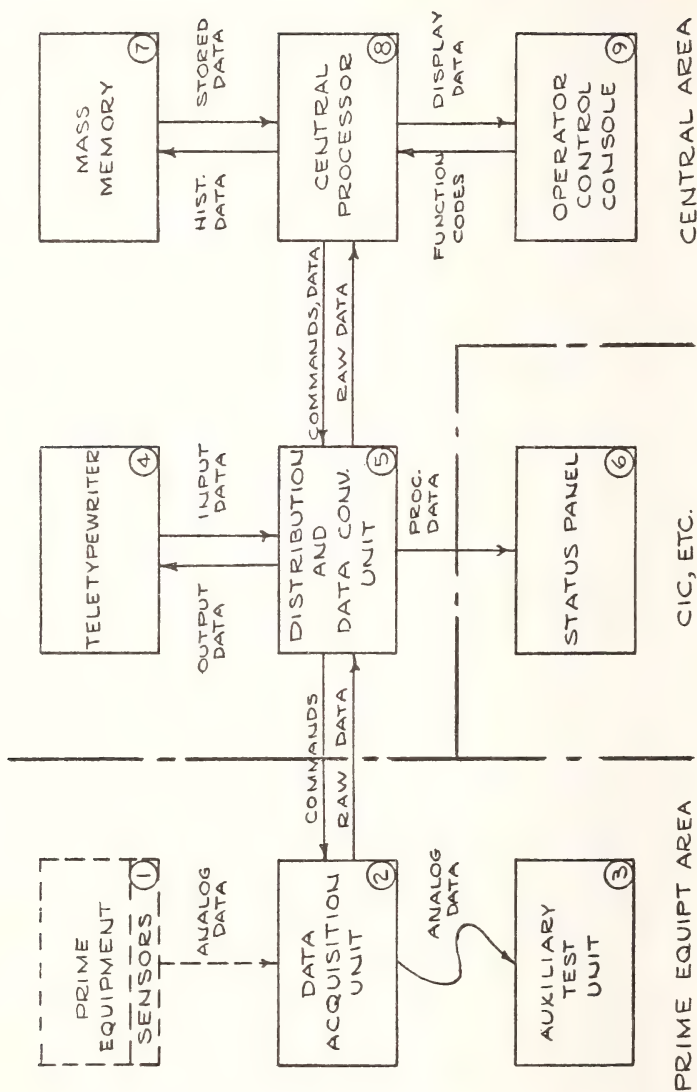 PRIME
EQUIPMENT
SENSORS
1
ANALOG
DATA
DATA
ACQUISITION
UNIT
2
ANALOG
DATA
AUXILIARY
TEST
UNIT
3
PRIME EQUIPT AREA
COMMANDS
RAW DATA
TELETYPEWRITER
4
OUTPUT
DATA
INPUT
DATA
DISTRIBUTION
AND
DATA CONV.
UNIT
5
PROC.
DATA
STATUS PANEL
6
CIC, ETC.
COMMANDS, DATA
RAW DATA
MASS
MEMORY
7
HIST.
DATA
STORED
DATA
CENTRAL
PROCESSOR
8
FUNCTION
CODES
DISPLAY
DATA
OPERATOR
CONTROL
CONSOLE
9
CENTRAL AREA